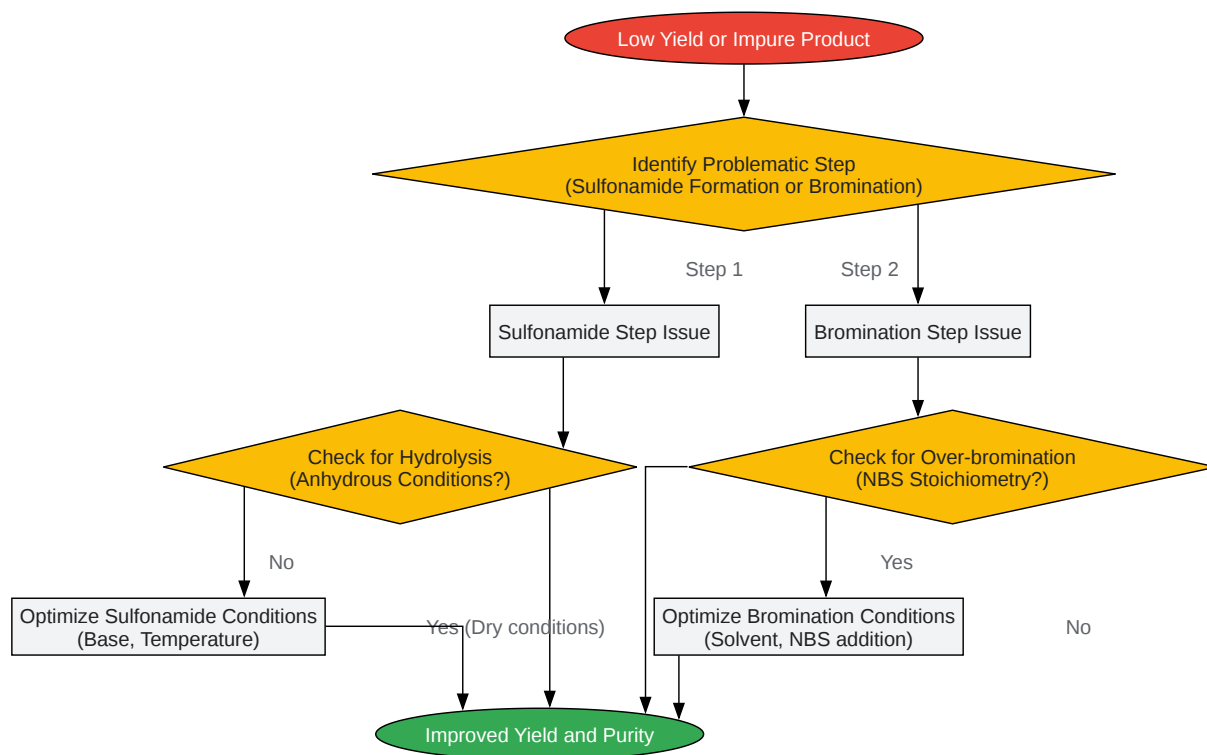 Low Yield or Impure Product
Identify Problematic Step
(Sulfonamide Formation or Bromination)
Step 1
Step 2
Sulfonamide Step Issue
Bromination Step Issue
Check for Hydrolysis
(Anhydrous Conditions?)
Check for Over-bromination
(NBS Stoichiometry?)
No
Yes
Optimize Sulfonamide Conditions
(Base, Temperature)
Yes (Dry conditions)
Optimize Bromination Conditions
(Solvent, NBS addition)
No
Improved Yield and Purity